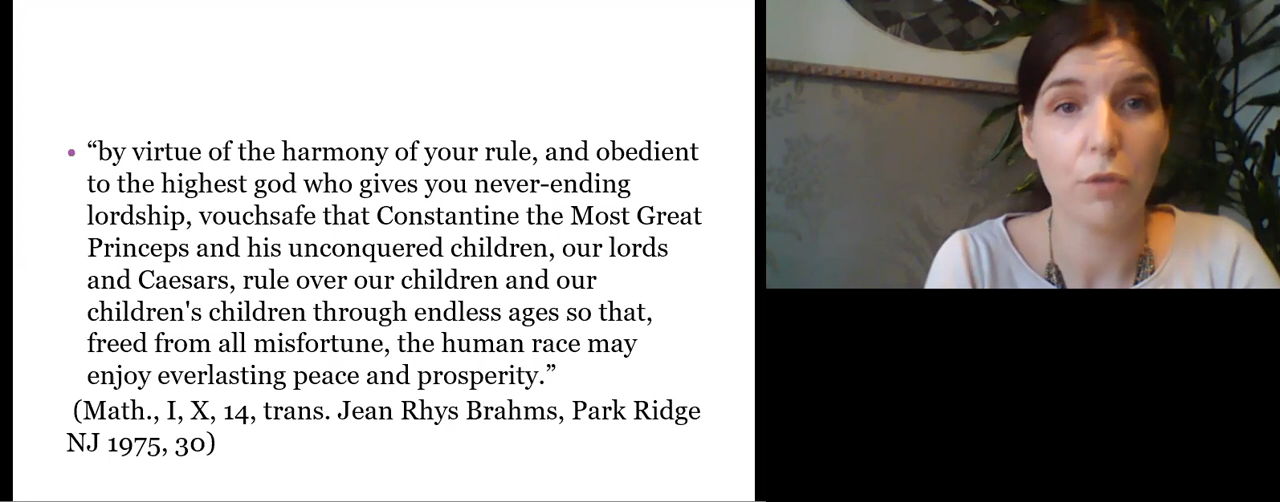 • “by virtue of the harmony of your rule, and obedient
to the highest god who gives you never-ending
lordship, vouchsafe that Constantine the Most Great
Princeps and his unconquered children, our lords
and Caesars, rule over our children and our
children's children through endless ages so that,
freed from all misfortune, the human race may
enjoy everlasting peace and prosperity.”
(Math., I, X, 14, trans. Jean Rhys Brahms, Park Ridge
NJ 1975, 30)